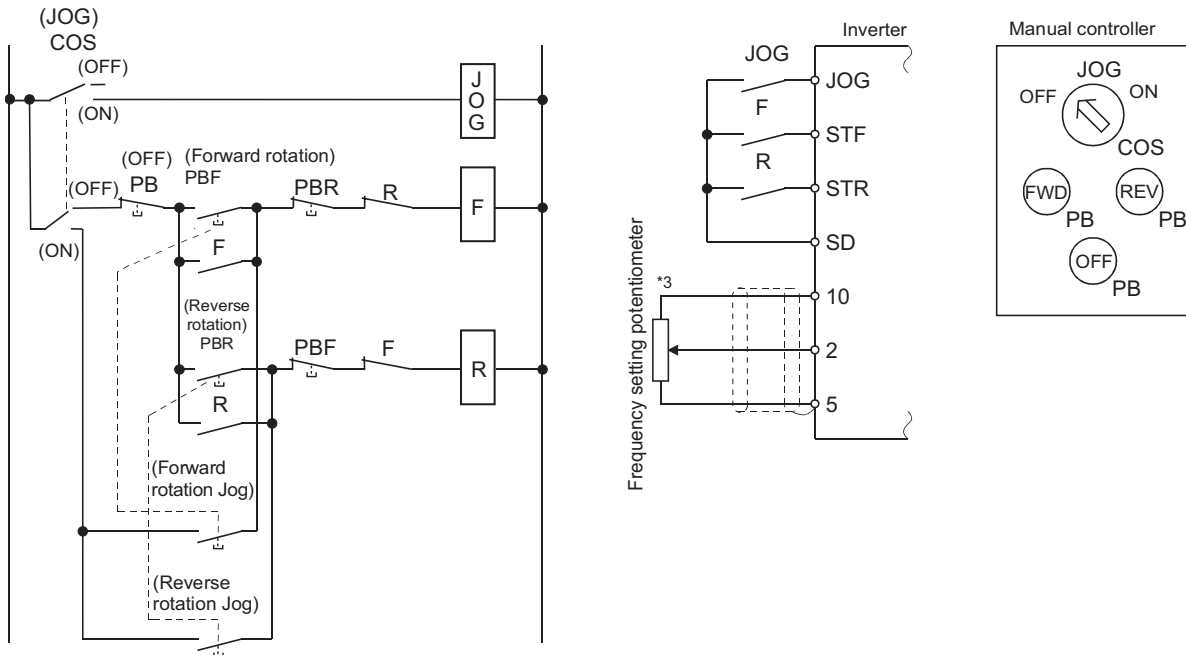 (JOG)
COS
(OFF)
(ON)
J
O
G
(OFF)
PB
(Forward rotation)
PBF
(OFF)
PBR
R
F
(ON)
F
(Reverse
rotation)
PBR
PBF
F
R
R
(Forward
rotation Jog)
(Reverse
rotation Jog)
Inverter
JOG
JOG
F
STF
R
STR
SD
Frequency setting potentiometer
*3
10
2
5
Manual controller
JOG
OFF
ON
COS
FWD
PB
REV
PB
OFF
PB